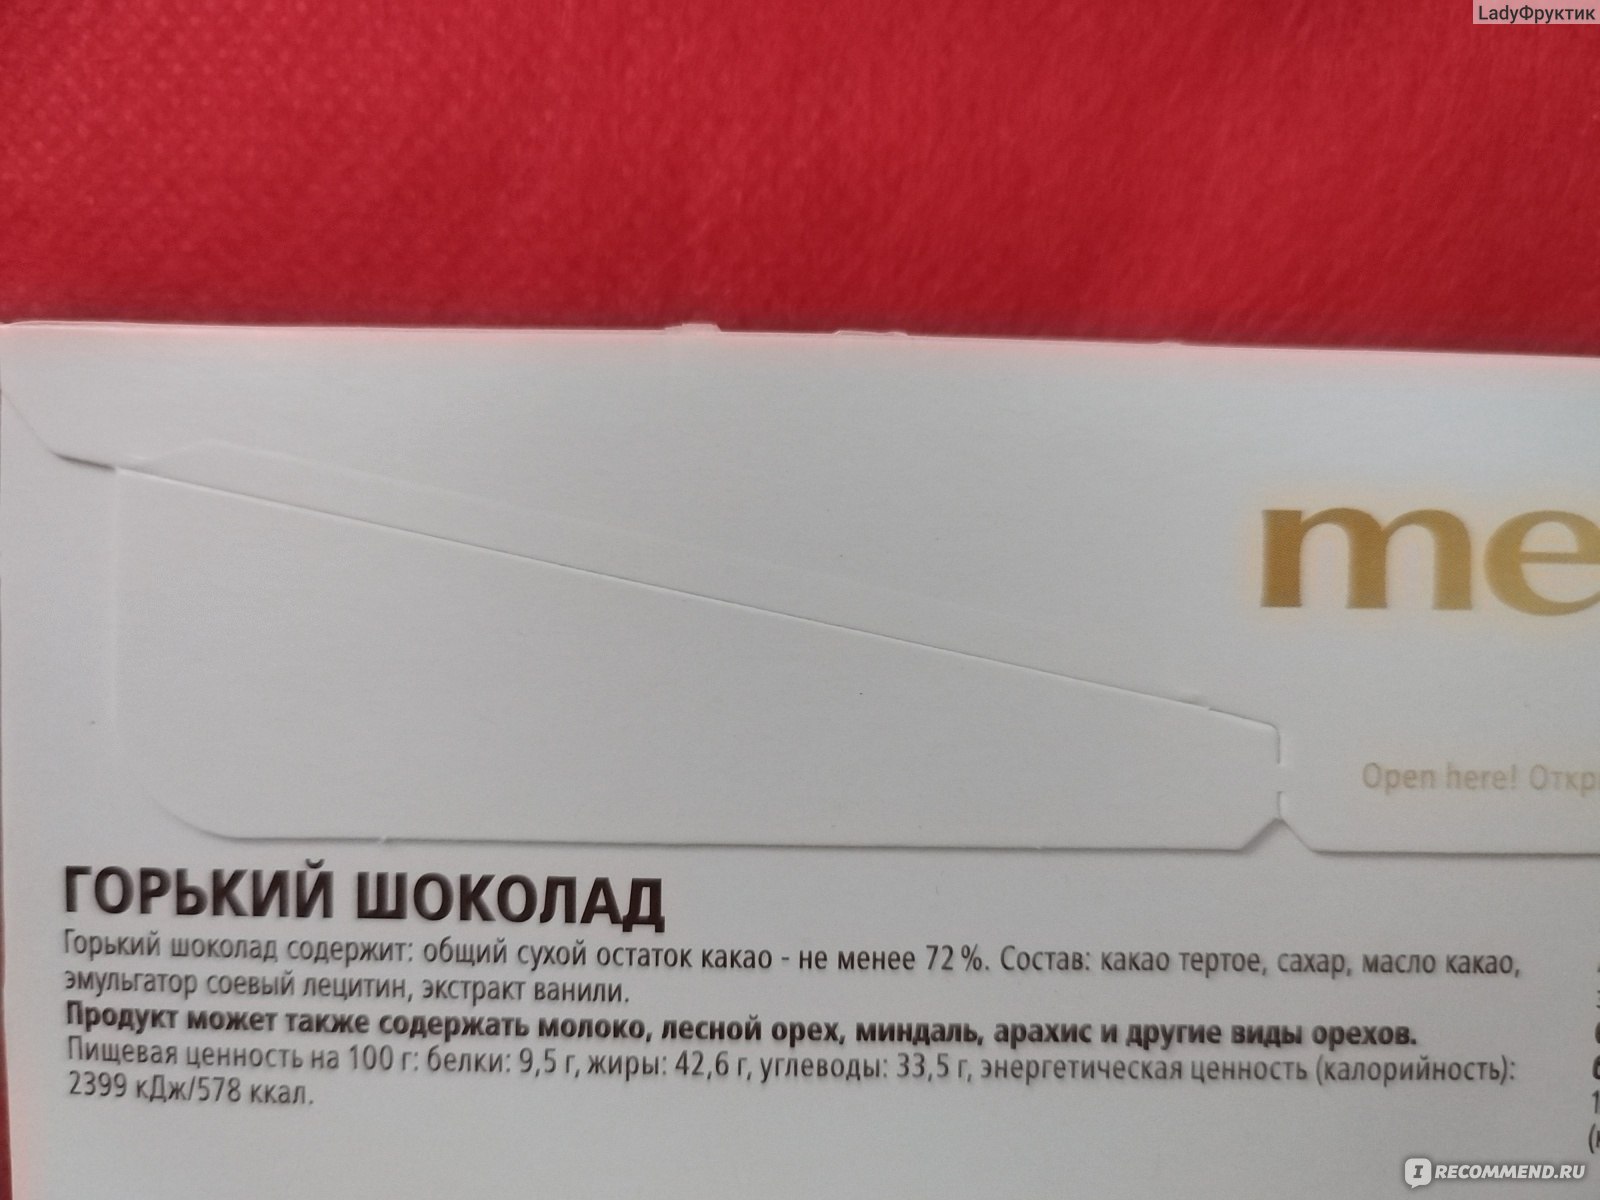 LadyФруктик
me
Open here! Откр
ГОРЬКИЙ ШОКОЛАД
Горький шоколад содержит: общий сухой остаток какао - не менее 72 %. Состав: какао тертое, сахар, масло какао,
эмульгатор соевый лецитин, экстракт ванили.
Продукт может также содержать молоко, лесной орех, миндаль, арахис и другие виды орехов.
Пищевая ценность на 100 г: белки: 9,5 г, жиры: 42,6 г, углеводы: 33,5 г, энергетическая ценность (калорийность):
2399 кДж/578 ккал.
IRECOMMEND.RU